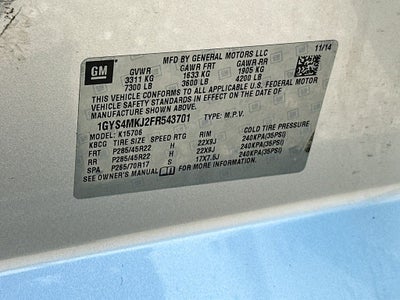 MFD BY GENERAL MOTORS LLC 11/14
GM GVWR GAWR FRT GAWR RR
3311 KG 1633 KG 1905 KG
7300 LB 3600 LB 4200 LB
THIS VEHICLE CONFORMS TO ALL APPLICABLE U.S. FEDERAL MOTOR
VEHICLE SAFETY, BUMPER, AND THEFT PREVENTION STANDARDS IN
EFFECT ON THE DATE OF MANUFACTURE SHOWN ABOVE.
1GYS4MKJ2FR543701 TYPE: M.P.V.
MODEL: K15706
KBCG TIRE SIZE SPEED RTG RIM COLD TIRE PRESSURE
FRT P285/45R22 H 22X9J 240KPA(35PSI)
RR P285/45R22 H 22X9J 240KPA(35PSI)
SPA P265/70R17 S 17X7.5J 240KPA(35PSI)
SEE OWNER'S MANUAL FOR MORE INFORMATION.